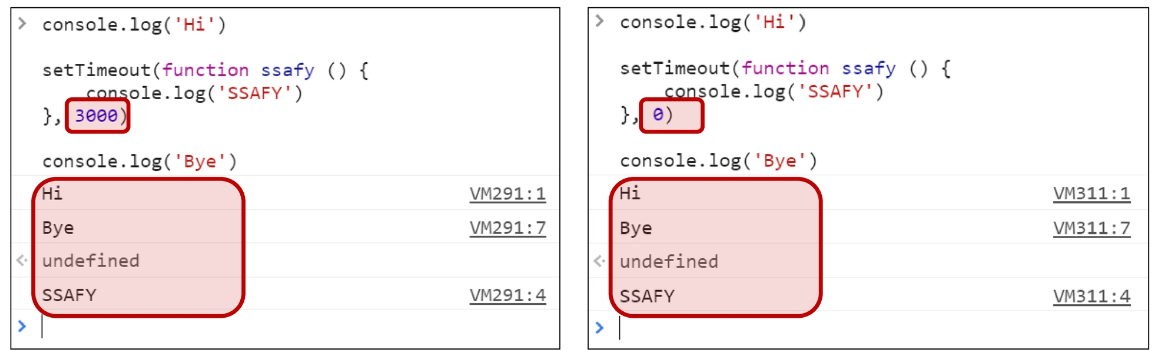 > console.log('Hi')
setTimeout(function ssafy () {
console.log('SSAFY')
}, 3000)
console.log('Bye')
Hi VM291:1
Bye VM291:7
undefined
SSAFY VM291:4
>
> console.log('Hi')
setTimeout(function ssafy () {
console.log('SSAFY')
}, 0)
console.log('Bye')
Hi VM311:1
Bye VM311:7
undefined
SSAFY VM311:4
>